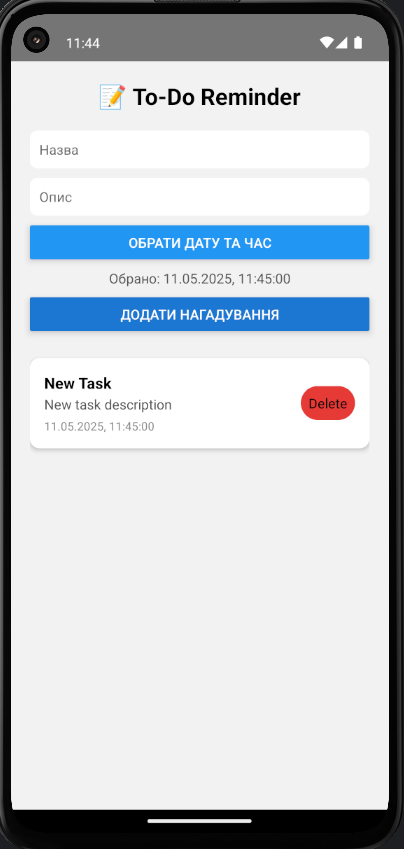 11:44
📝 To-Do Reminder
Назва
Опис
ОБРАТИ ДАТУ ТА ЧАС
Обрано: 11.05.2025, 11:45:00
ДОДАТИ НАГАДУВАННЯ
New Task
New task description
11.05.2025, 11:45:00
Delete